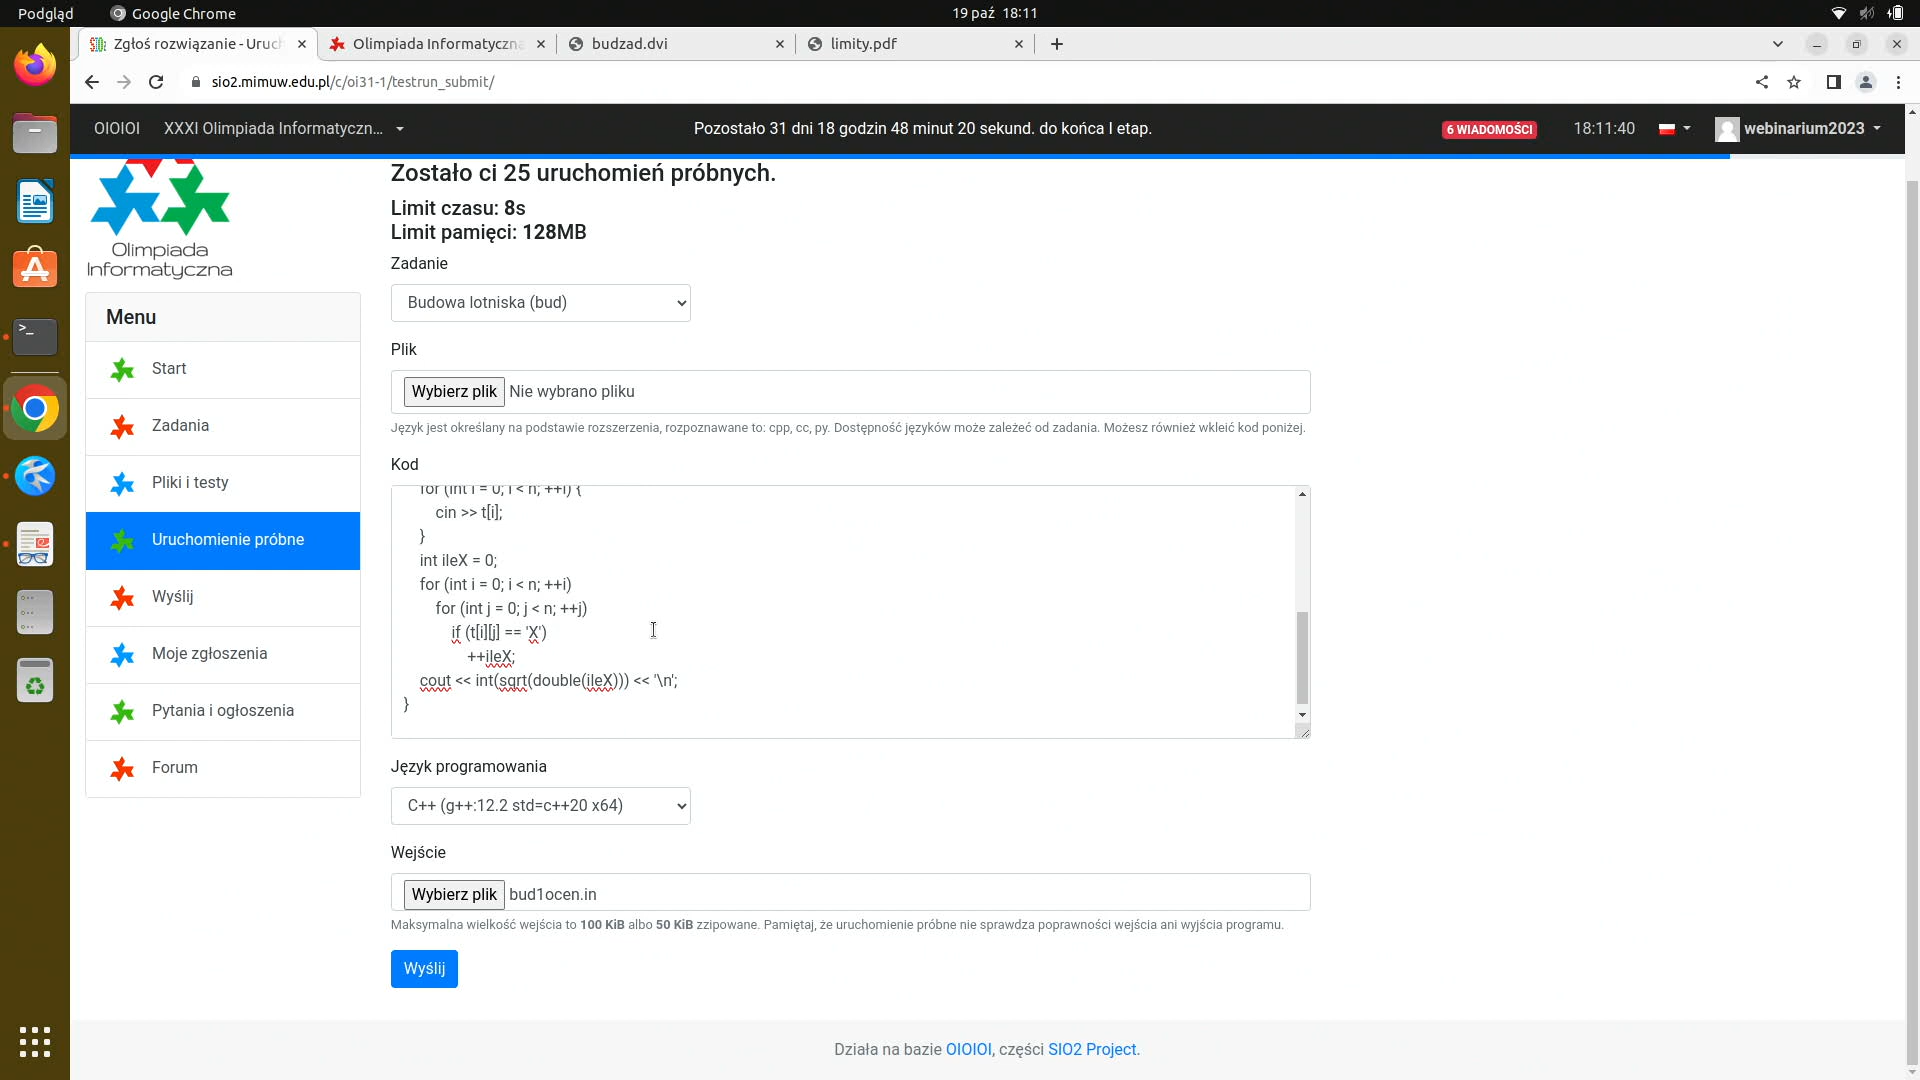 Podgląd
Google Chrome
19 paź 18:11
Zgłoś rozwiązanie - Uruch
Olimpiada Informatyczna
budzad.dvi
limity.pdf
sio2.mimuw.edu.pl/c/oi31-1/testrun_submit/
OIOIOI
XXXI Olimpiada Informatyczn...
Pozostało 31 dni 18 godzin 48 minut 20 sekund. do końca I etap.
6 WIADOMOŚCI
18:11:40
webinarium2023
Olimpiada
Informatyczna
Menu
Start
Zadania
Pliki i testy
Uruchomienie próbne
Wyślij
Moje zgłoszenia
Pytania i ogłoszenia
Forum
Zostało ci 25 uruchomień próbnych.
Limit czasu: 8s
Limit pamięci: 128MB
Zadanie
Budowa lotniska (bud)
Plik
Wybierz plik Nie wybrano pliku
Język jest określany na podstawie rozszerzenia, rozpoznawane to: cpp, cc, py. Dostępność języków może zależeć od zadania. Możesz również wkleić kod poniżej.
Kod
for (int i = 0; i < n; ++i) {
cin >> t[i];
}
int ileX = 0;
for (int i = 0; i < n; ++i)
for (int j = 0; j < n; ++j)
if (t[i][j] == 'X')
++ileX;
cout << int(sqrt(double(ileX))) << '\n';
}
Język programowania
C++ (g++:12.2 std=c++20 x64)
Wejście
Wybierz plik bud1ocen.in
Maksymalna wielkość wejścia to 100 KiB albo 50 KiB zzipowane. Pamiętaj, że uruchomienie próbne nie sprawdza poprawności wejścia ani wyjścia programu.
Wyślij
Działa na bazie OIOIOI, części SIO2 Project.